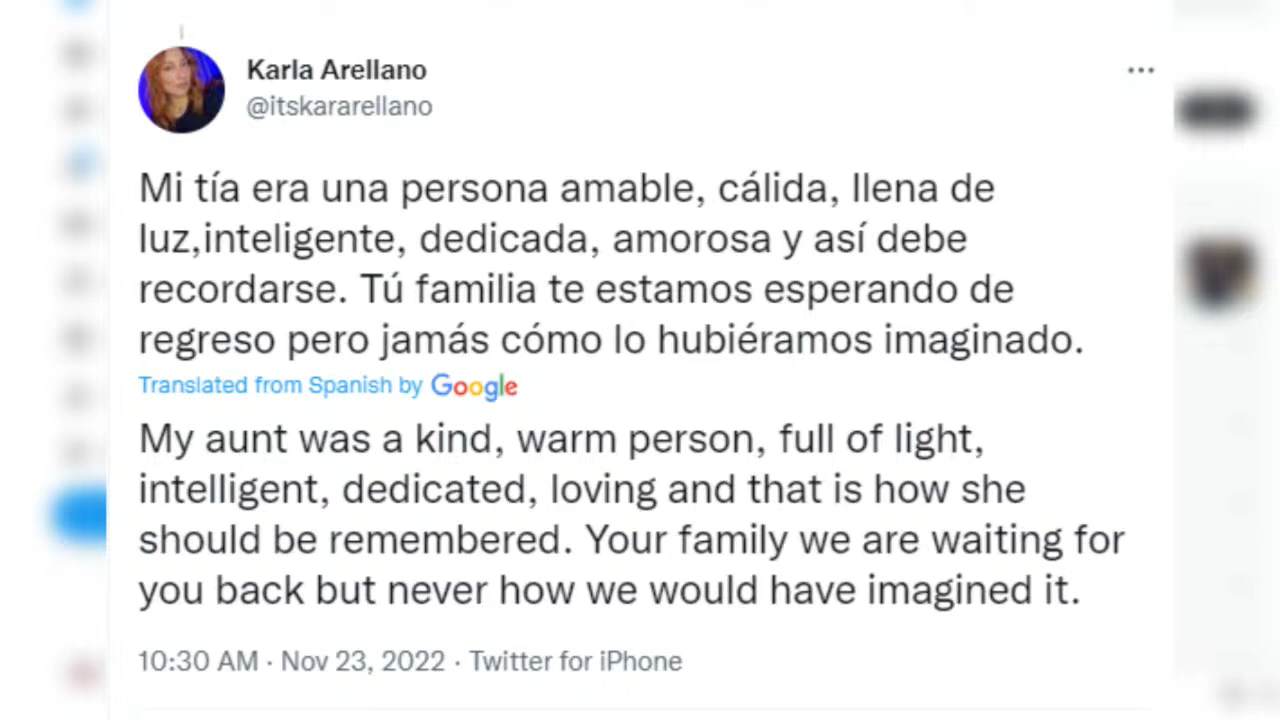 Karla Arellano
@itskararellano
Mi tía era una persona amable, cálida, llena de
luz,inteligente, dedicada, amorosa y así debe
recordarse. Tú familia te estamos esperando de
regreso pero jamás cómo lo hubiéramos imaginado.
Translated from Spanish by Google
My aunt was a kind, warm person, full of light,
intelligent, dedicated, loving and that is how she
should be remembered. Your family we are waiting for
you back but never how we would have imagined it.
10:30 AM · Nov 23, 2022 · Twitter for iPhone